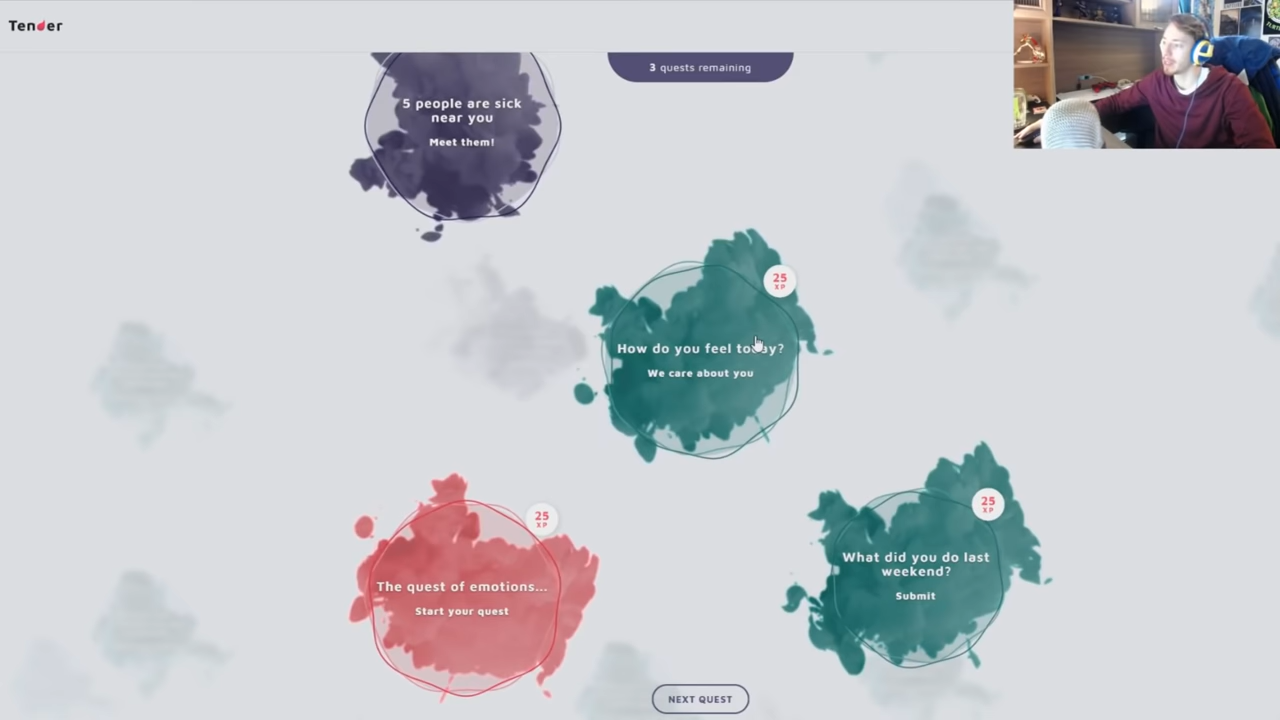 Tender
3 quests remaining
5 people are sick
near you
Meet them!
25
XP
How do you feel today?
We care about you
25
XP
The quest of emotions...
Start your quest
25
XP
What did you do last
weekend?
Submit
NEXT QUEST